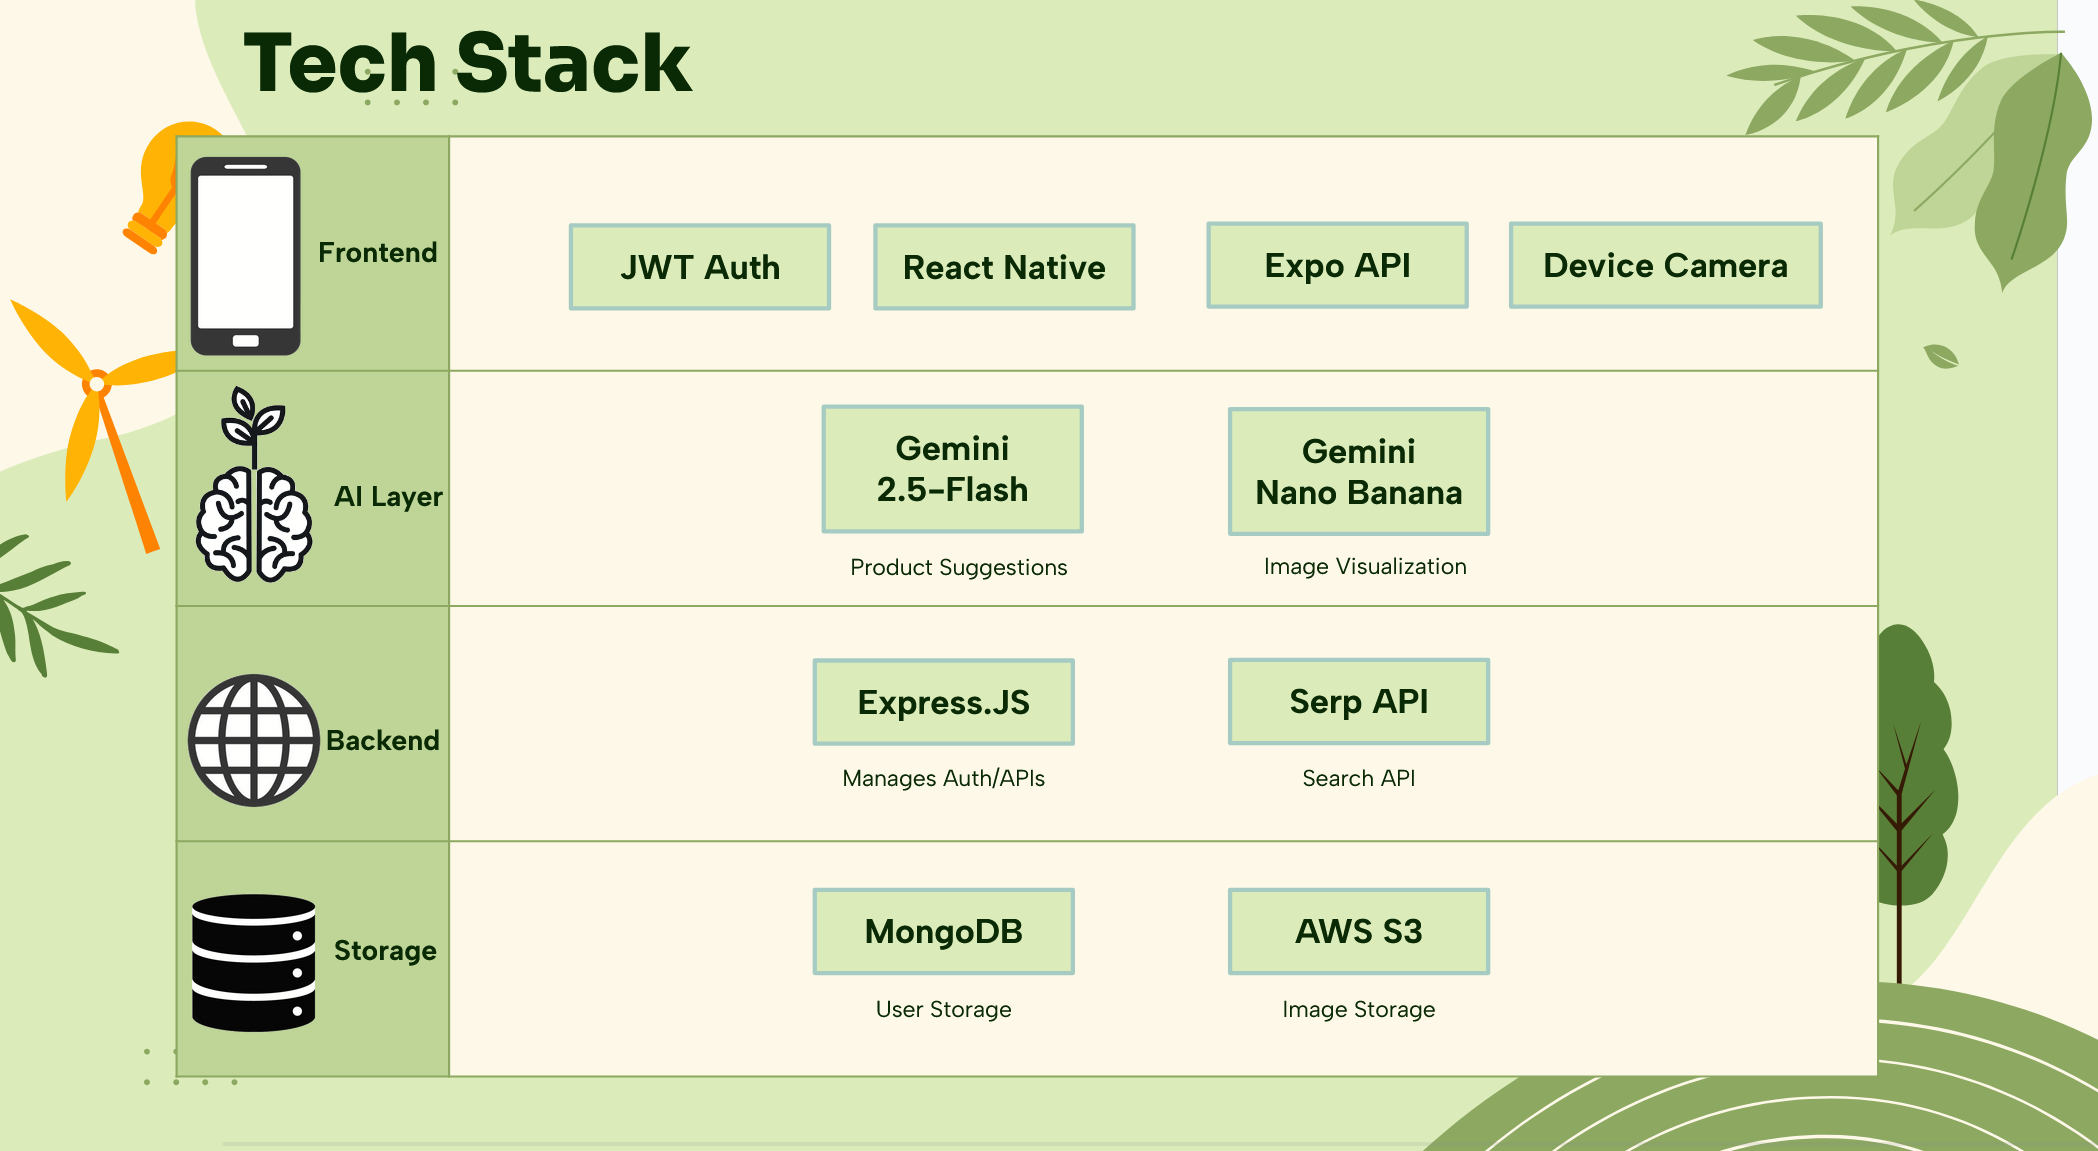 Tech Stack
Frontend
JWT Auth
React Native
Expo API
Device Camera
AI Layer
Gemini
2.5-Flash
Product Suggestions
Gemini
Nano Banana
Image Visualization
Backend
Express.JS
Manages Auth/APIs
Serp API
Search API
Storage
MongoDB
User Storage
AWS S3
Image Storage